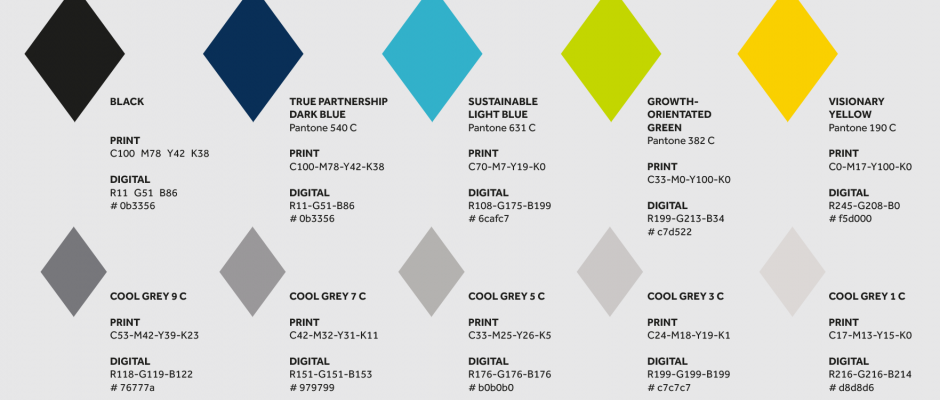 BLACK
PRINT
C100 M78 Y42 K38
DIGITAL
R11 G51 B86
# 0b3356
TRUE PARTNERSHIP
DARK BLUE
Pantone 540 C
PRINT
C100-M78-Y42-K38
DIGITAL
R11-G51-B86
# 0b3356
SUSTAINABLE
LIGHT BLUE
Pantone 631 C
PRINT
C70-M7-Y19-K0
DIGITAL
R108-G175-B199
# 6cafc7
GROWTH-
ORIENTATED
GREEN
Pantone 382 C
PRINT
C33-M0-Y100-K0
DIGITAL
R199-G213-B34
# c7d522
VISIONARY
YELLOW
Pantone 190 C
PRINT
C0-M17-Y100-K0
DIGITAL
R245-G208-B0
# f5d000
COOL GREY 9 C
PRINT
C53-M42-Y39-K23
DIGITAL
R118-G119-B122
# 76777a
COOL GREY 7 C
PRINT
C42-M32-Y31-K11
DIGITAL
R151-G151-B153
# 979799
COOL GREY 5 C
PRINT
C33-M25-Y26-K5
DIGITAL
R176-G176-B176
# b0b0b0
COOL GREY 3 C
PRINT
C24-M18-Y19-K1
DIGITAL
R199-G199-B199
# c7c7c7
COOL GREY 1 C
PRINT
C17-M13-Y15-K0
DIGITAL
R216-G216-B214
# d8d8d6